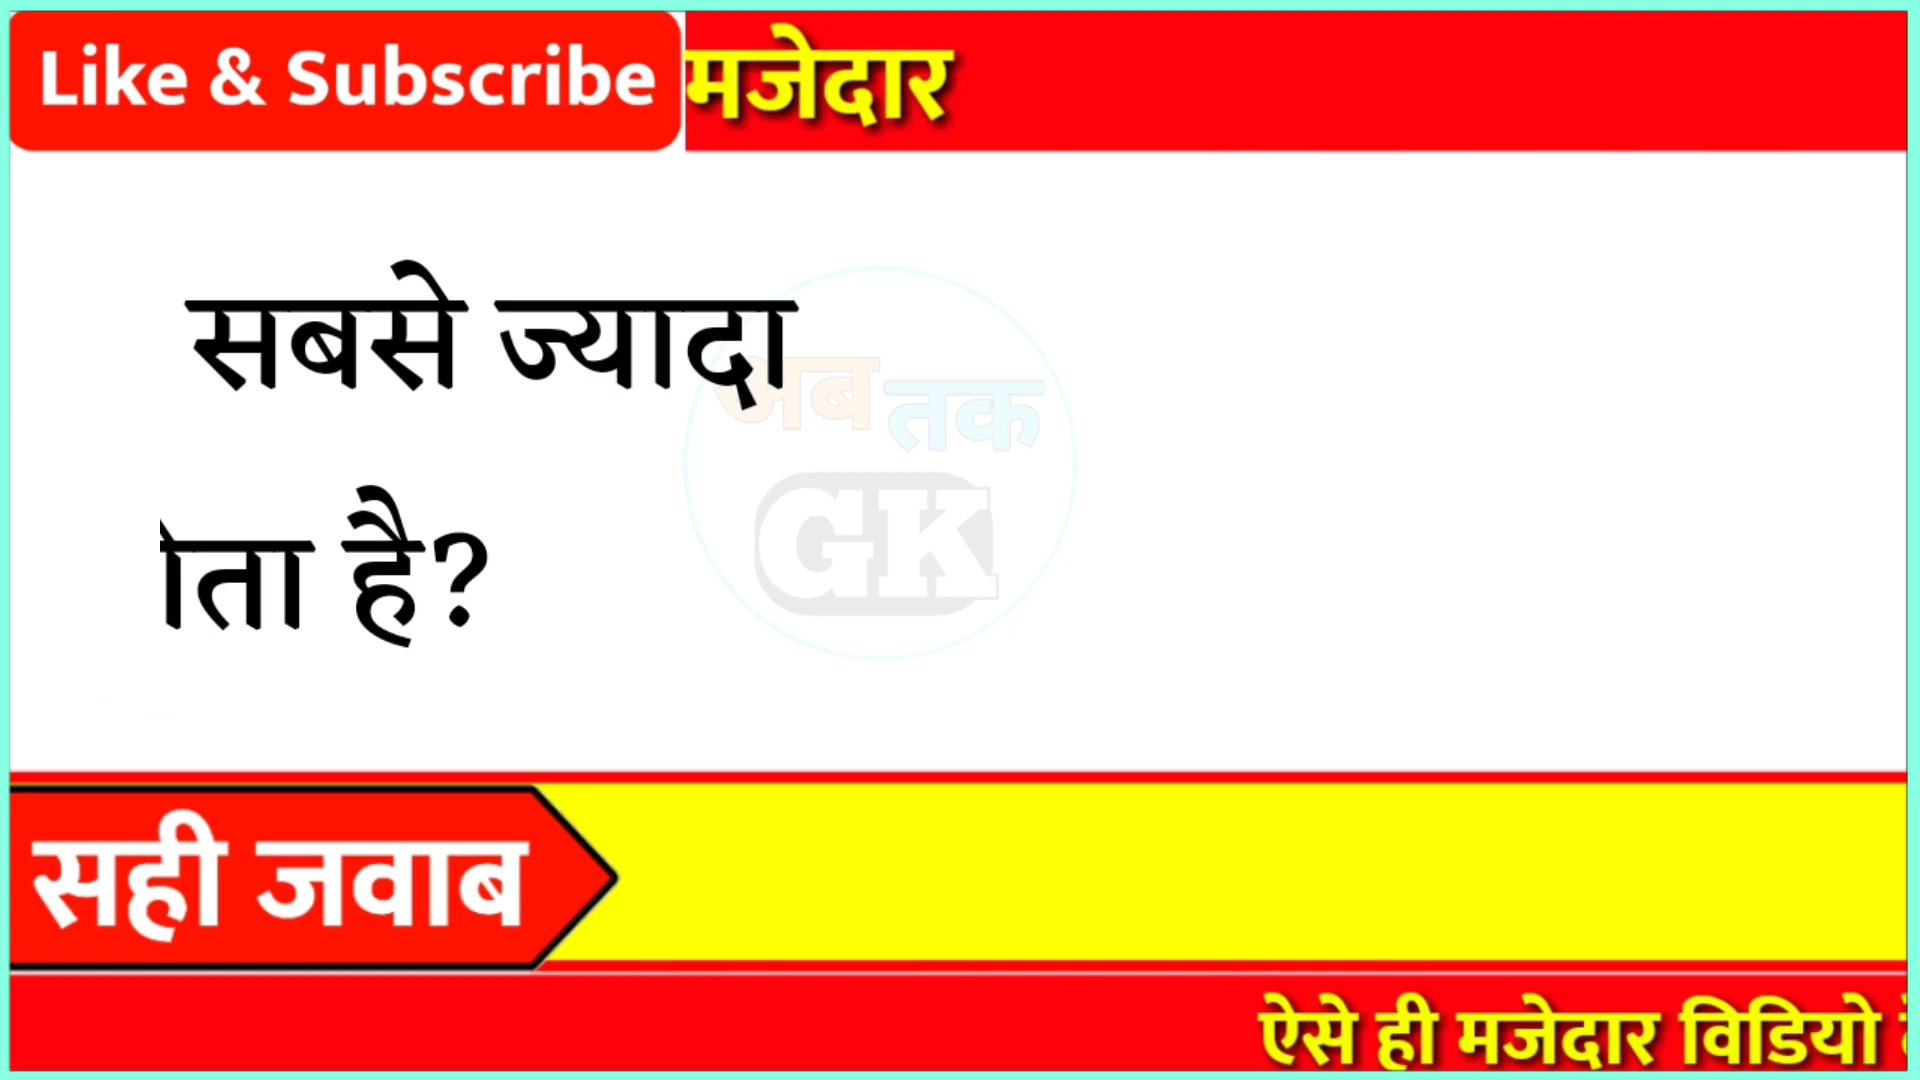 Like & Subscribe मजेदार
सबसे ज्यादा
अब तक
GK
ता है?
सही जवाब
ऐसे ही मजेदार विडियो